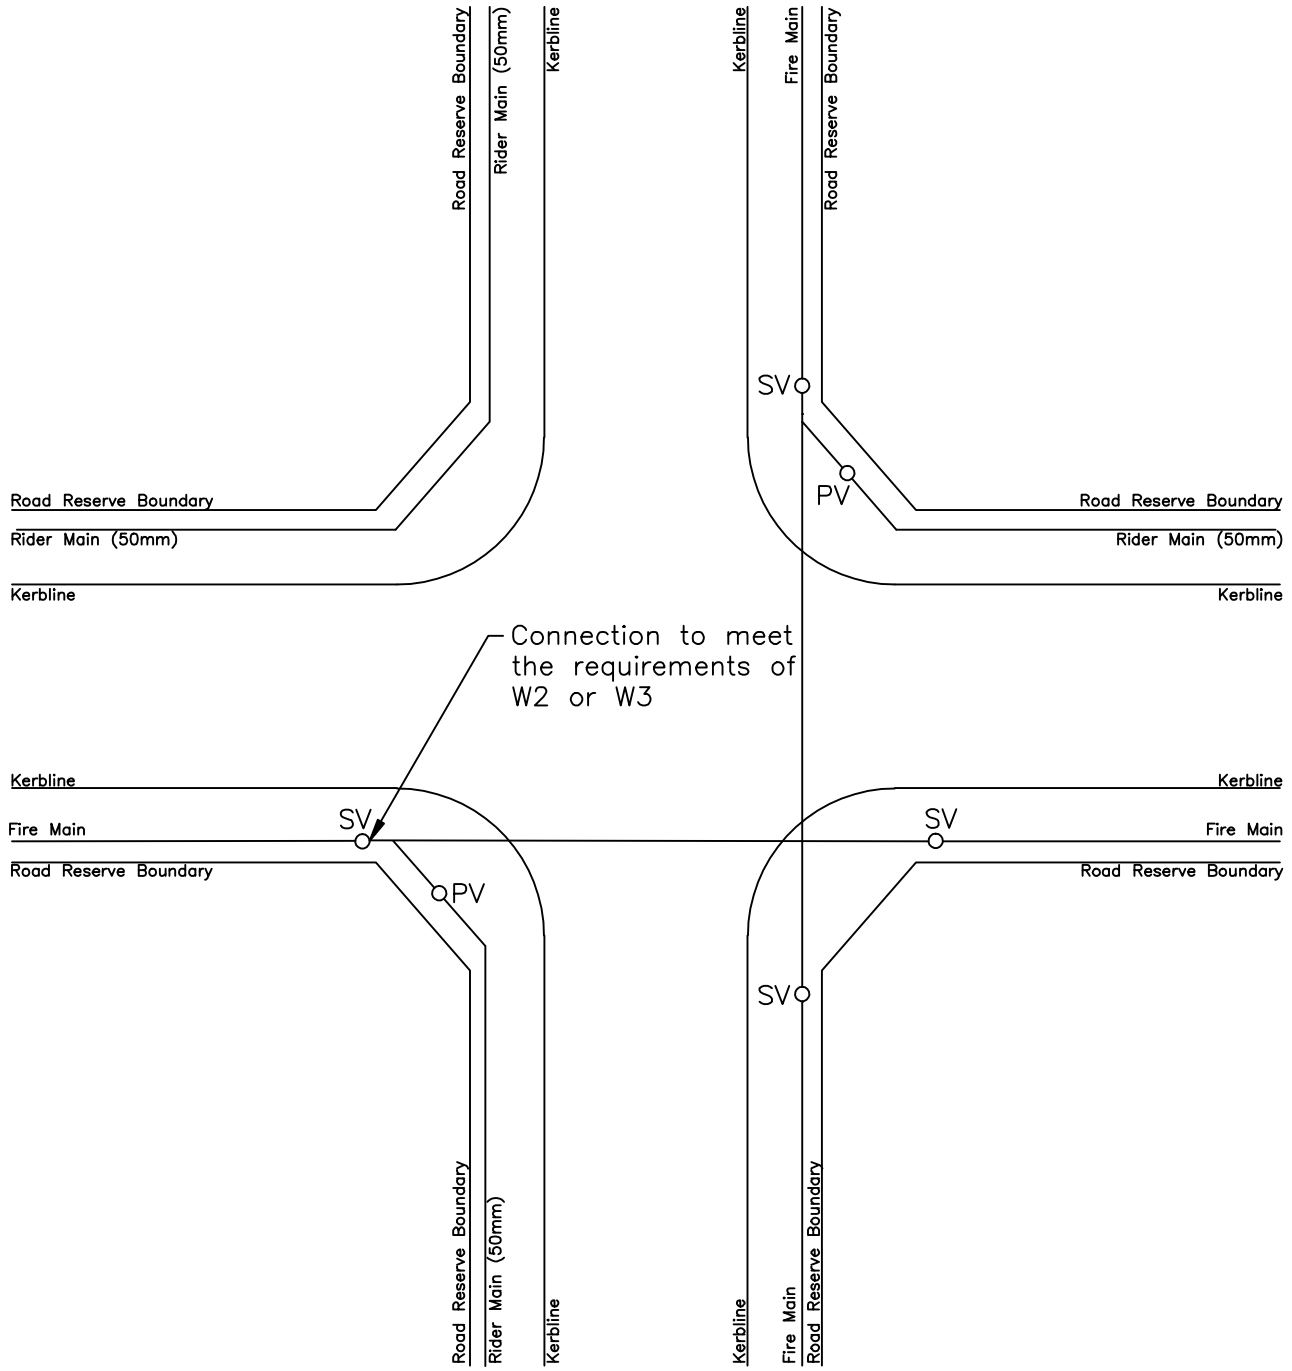 Road Reserve Boundary
Rider Main (50mm)
Kerbline
Kerbline
Fire Main
Road Reserve Boundary
SV
PV
Road Reserve Boundary
Rider Main (50mm)
Kerbline
Road Reserve Boundary
Rider Main (50mm)
Kerbline
Connection to meet
the requirements of
W2 or W3
Kerbline
SV
Fire Main
Road Reserve Boundary
PV
Kerbline
SV
Fire Main
Road Reserve Boundary
SV
Road Reserve Boundary
Rider Main (50mm)
Kerbline
Kerbline
Fire Main
Road Reserve Boundary